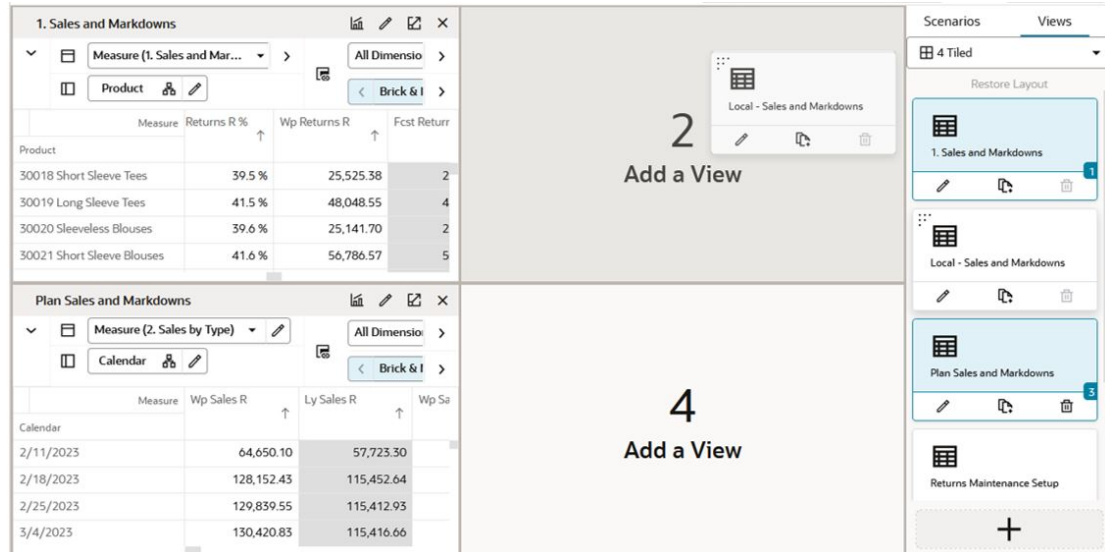 1. Sales and Markdowns
Measure (1. Sales and Mar...
All Dimensio
Product
Brick & I
Measure Returns R % Wp Returns R Fcst Returr
Product
30018 Short Sleeve Tees 39.5 % 25,525.38 2
30019 Long Sleeve Tees 41.5 % 48,048.55 4
30020 Sleeveless Blouses 39.6 % 25,141.70 2
30021 Short Sleeve Blouses 41.6 % 56,786.57 5
2
Add a View
Local - Sales and Markdowns
Plan Sales and Markdowns
Measure (2. Sales by Type)
All Dimensio
Calendar
Brick & I
Measure Wp Sales R Ly Sales R Wp Sa
Calendar
2/11/2023 64,650.10 57,723.30
2/18/2023 128,152.43 115,452.64
2/25/2023 129,839.55 115,412.93
3/4/2023 130,420.83 115,416.66
4
Add a View
Scenarios Views
4 Tiled
Restore Layout
1. Sales and Markdowns
1
Local - Sales and Markdowns
Plan Sales and Markdowns
3
Returns Maintenance Setup